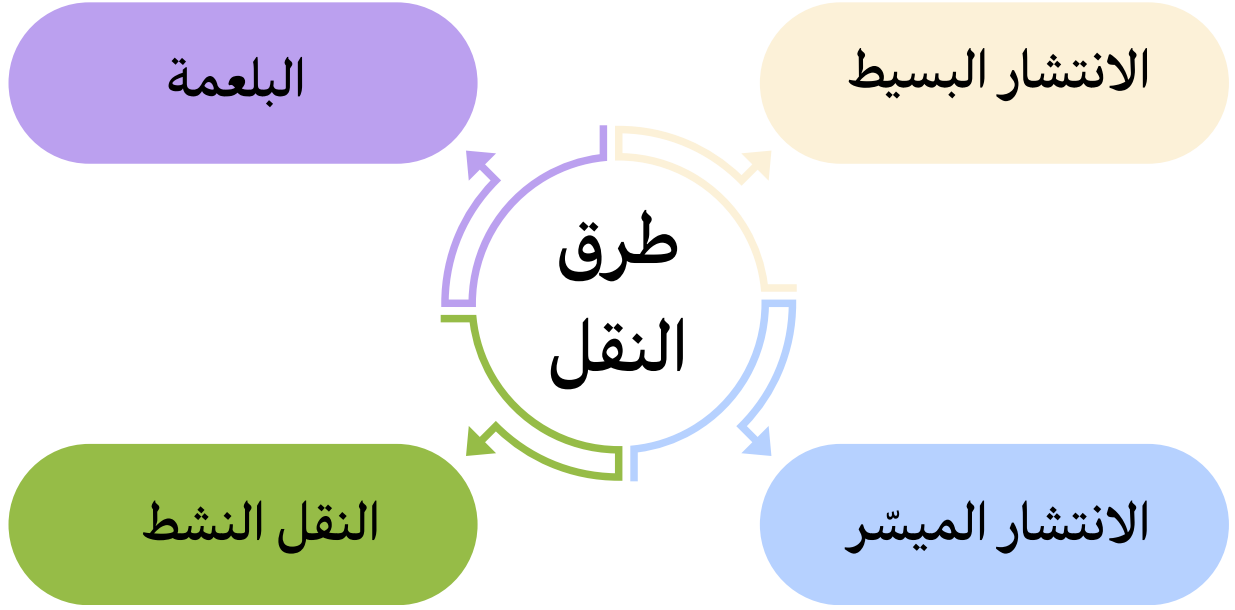 الانتشار البسيط
البلعمة
طرق
النقل
الانتشار الميسّر
النقل النشط